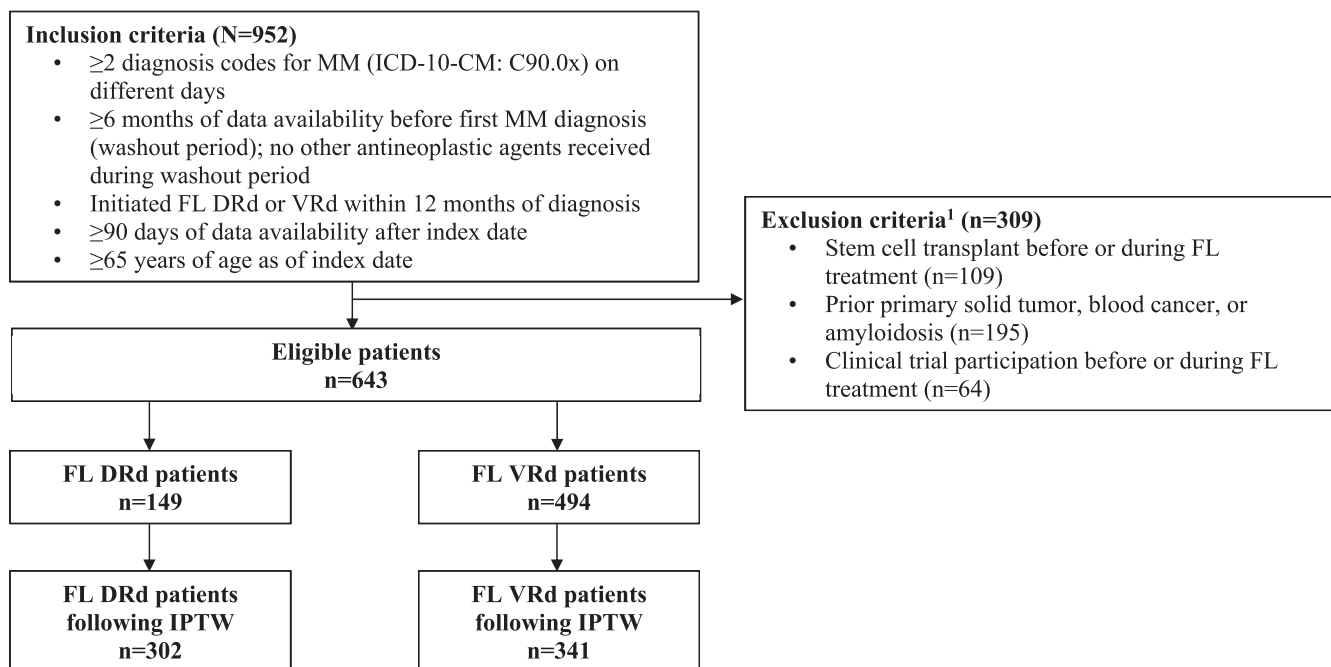 Inclusion criteria (N=952)
• ≥2 diagnosis codes for MM (ICD-10-CM: C90.0x) on
different days
• ≥6 months of data availability before first MM diagnosis
(washout period); no other antineoplastic agents received
during washout period
• Initiated FL DRd or VRd within 12 months of diagnosis
• ≥90 days of data availability after index date
• ≥65 years of age as of index date
Exclusion criteria¹ (n=309)
• Stem cell transplant before or during FL
treatment (n=109)
• Prior primary solid tumor, blood cancer, or
amyloidosis (n=195)
• Clinical trial participation before or during FL
treatment (n=64)
Eligible patients
n=643
FL DRd patients
n=149
FL VRd patients
n=494
FL DRd patients
following IPTW
n=302
FL VRd patients
following IPTW
n=341